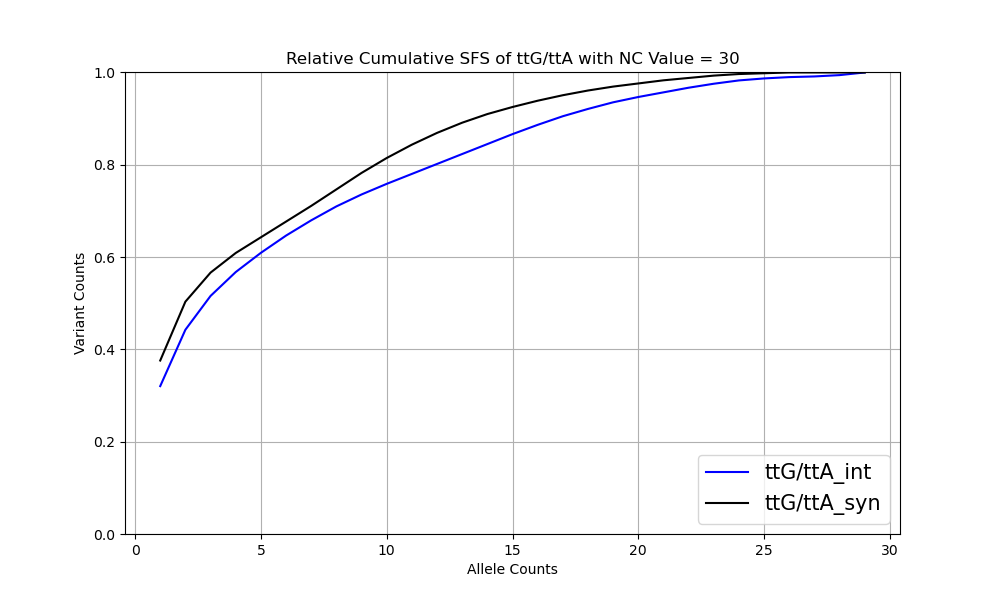 Relative Cumulative SFS of ttG/ttA with NC Value = 30
1.0
0.8
0.6
0.4
0.2
0.0
Variant Counts
0 5 10 15 20 25 30
Allele Counts
ttG/ttA_int
ttG/ttA_syn